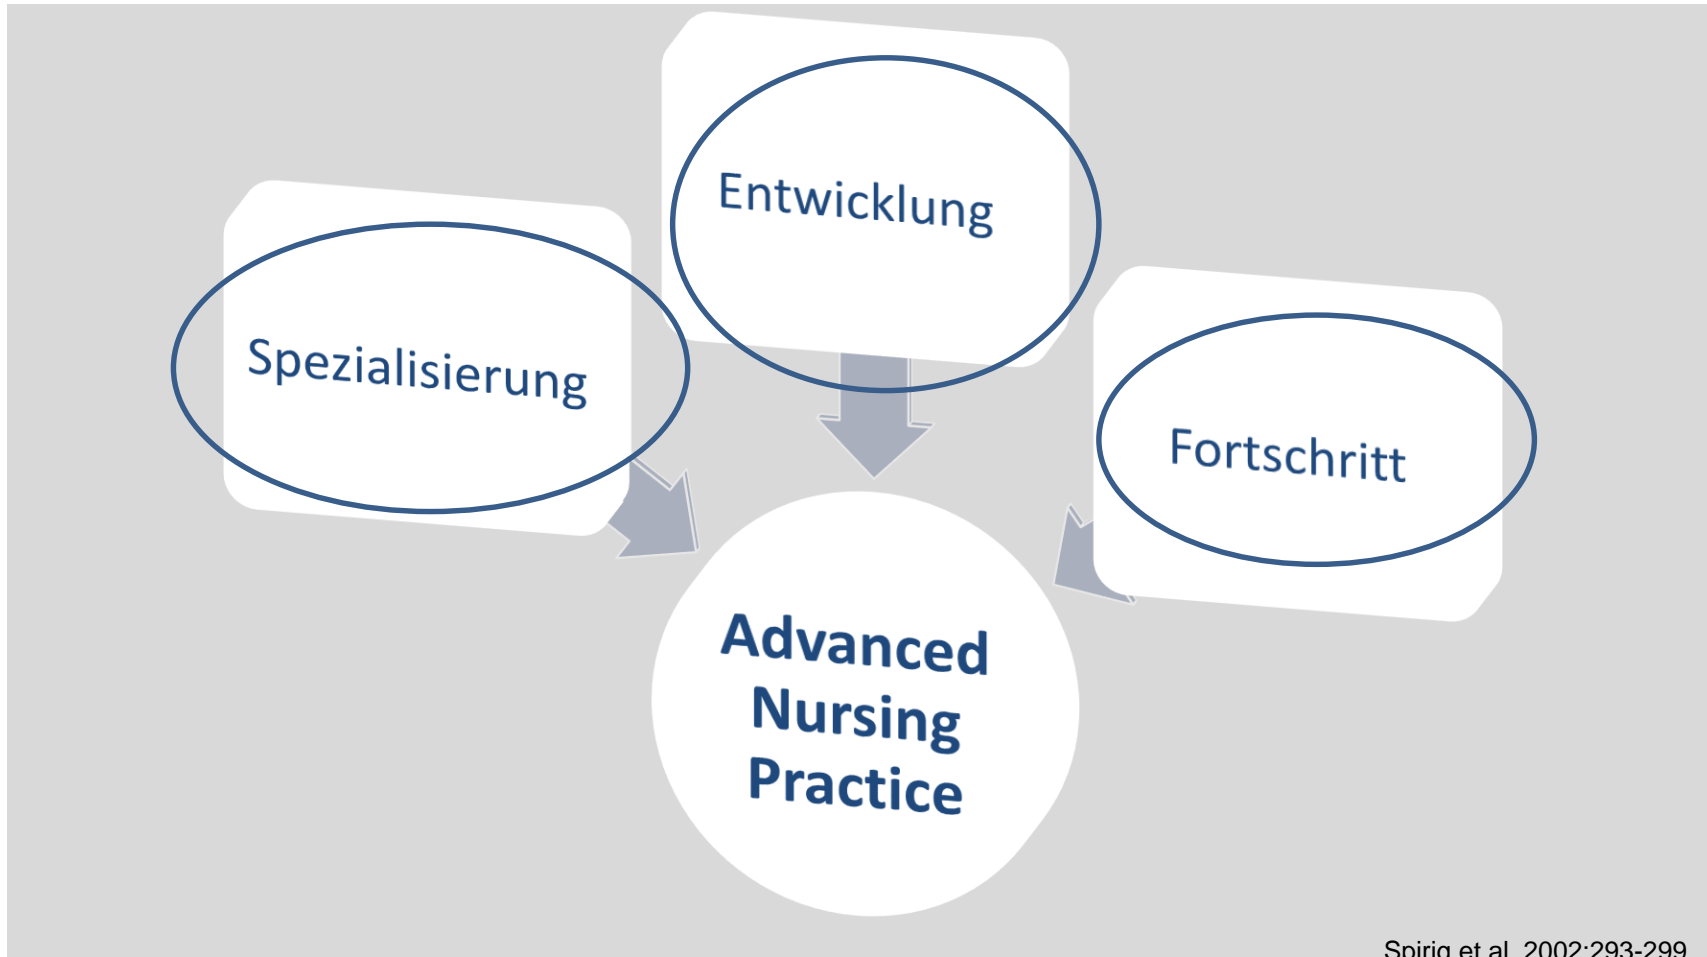 Entwicklung
Spezialisierung
Fortschritt
Advanced
Nursing
Practice
Spirig et al. 2002:293-299